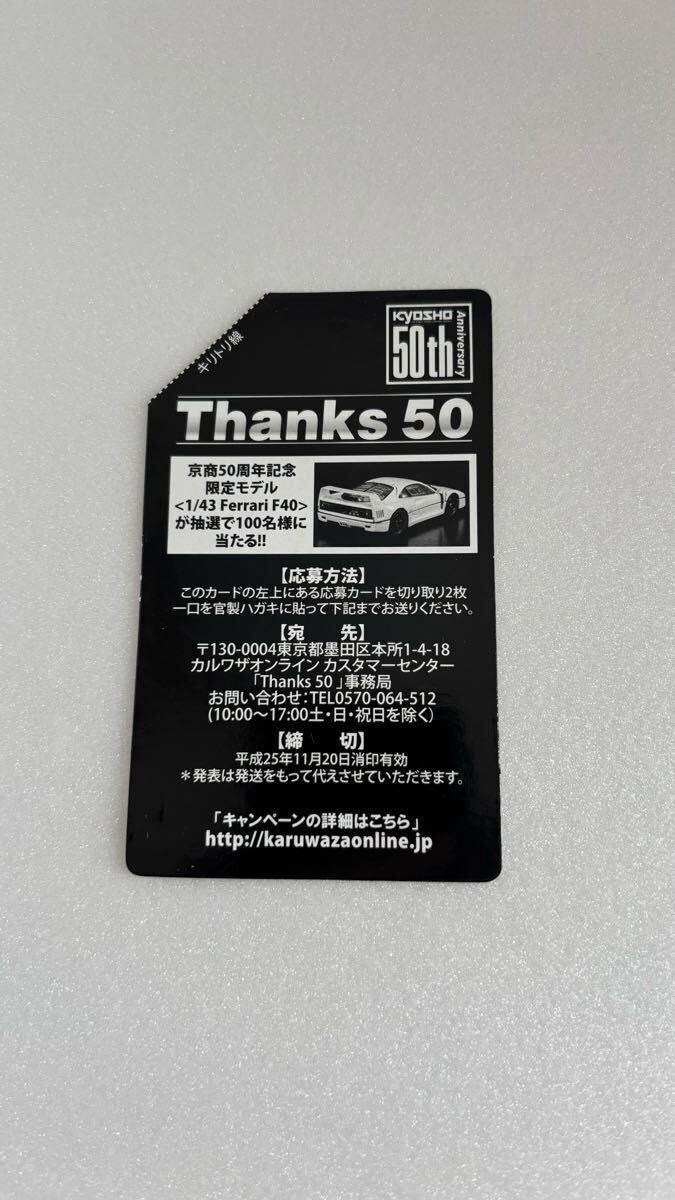 キリトリ線
KYOSHO
50th
Anniversary
Thanks 50
京商50周年記念
限定モデル
<1/43 Ferrari F40>
が抽選で100名様に
当たる!!
【応募方法】
このカードの左上にある応募カードを切り取り2枚
一口を官製ハガキに貼って下記までお送りください。
【宛　先】
〒130-0004東京都墨田区本所1-4-18
カルワザオンライン カスタマーセンター
「Thanks 50 」事務局
お問い合わせ：TEL0570-064-512
(10:00〜17:00土・日・祝日を除く)
【締　切】
平成25年11月20日消印有効
＊発表は発送をもって代えさせていただきます。
「キャンペーンの詳細はこちら」
http://karuwazaonline.jp